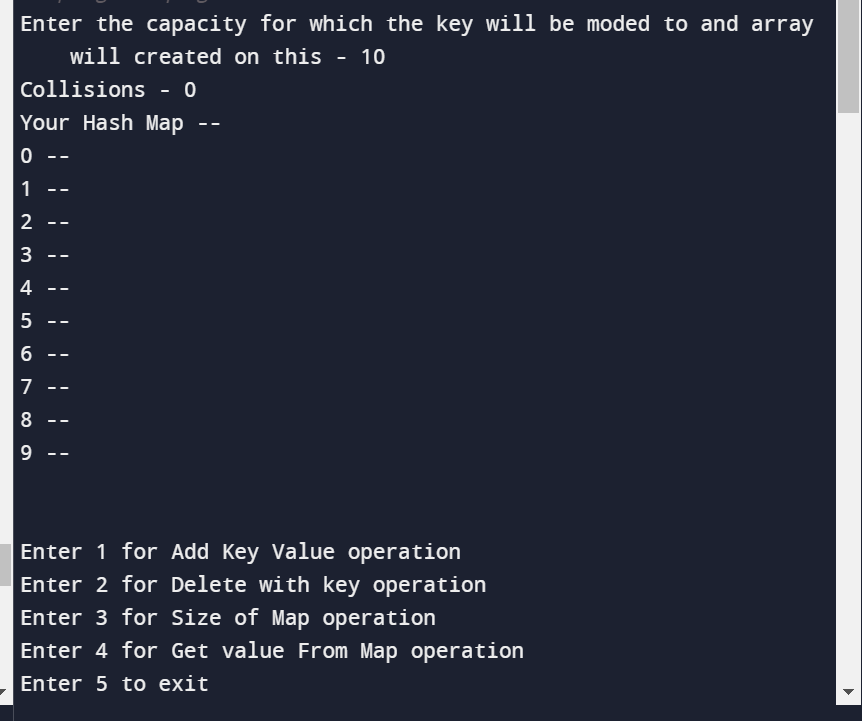 Enter the capacity for which the key will be moded to and array
will created on this - 10
Collisions - 0
Your Hash Map --
0 --
1 --
2 --
3 --
4 --
5 --
6 --
7 --
8 --
9 --
Enter 1 for Add Key Value operation
Enter 2 for Delete with key operation
Enter 3 for Size of Map operation
Enter 4 for Get value From Map operation
Enter 5 to exit